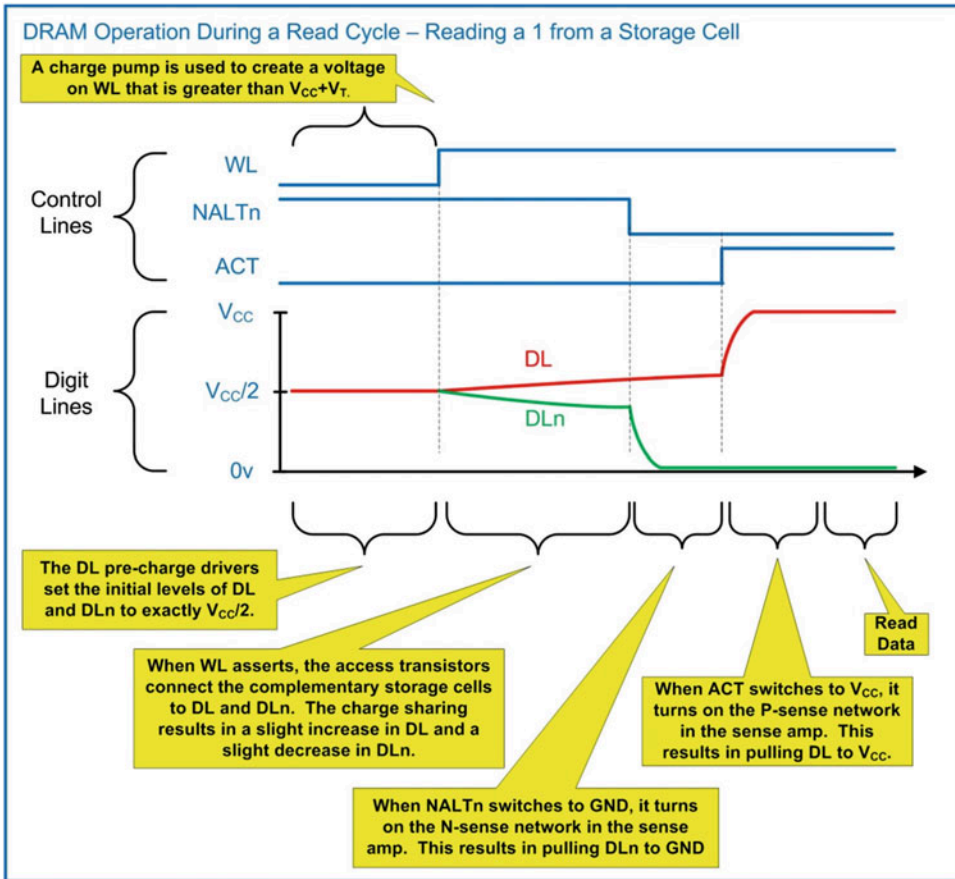 DRAM Operation During a Read Cycle – Reading a 1 from a Storage Cell
A charge pump is used to create a voltage
on WL that is greater than VCC+VT.
WL
Control
Lines
NALTn
ACT
VCC
DL
Digit
Lines
VCC/2
DLn
0v
The DL pre-charge drivers
set the initial levels of DL
and DLn to exactly VCC/2.
Read
Data
When WL asserts, the access transistors
connect the complementary storage cells
to DL and DLn. The charge sharing
results in a slight increase in DL and a
slight decrease in DLn.
When ACT switches to VCC, it
turns on the P-sense network
in the sense amp. This
results in pulling DL to VCC.
When NALTn switches to GND, it turns
on the N-sense network in the sense
amp. This results in pulling DLn to GND